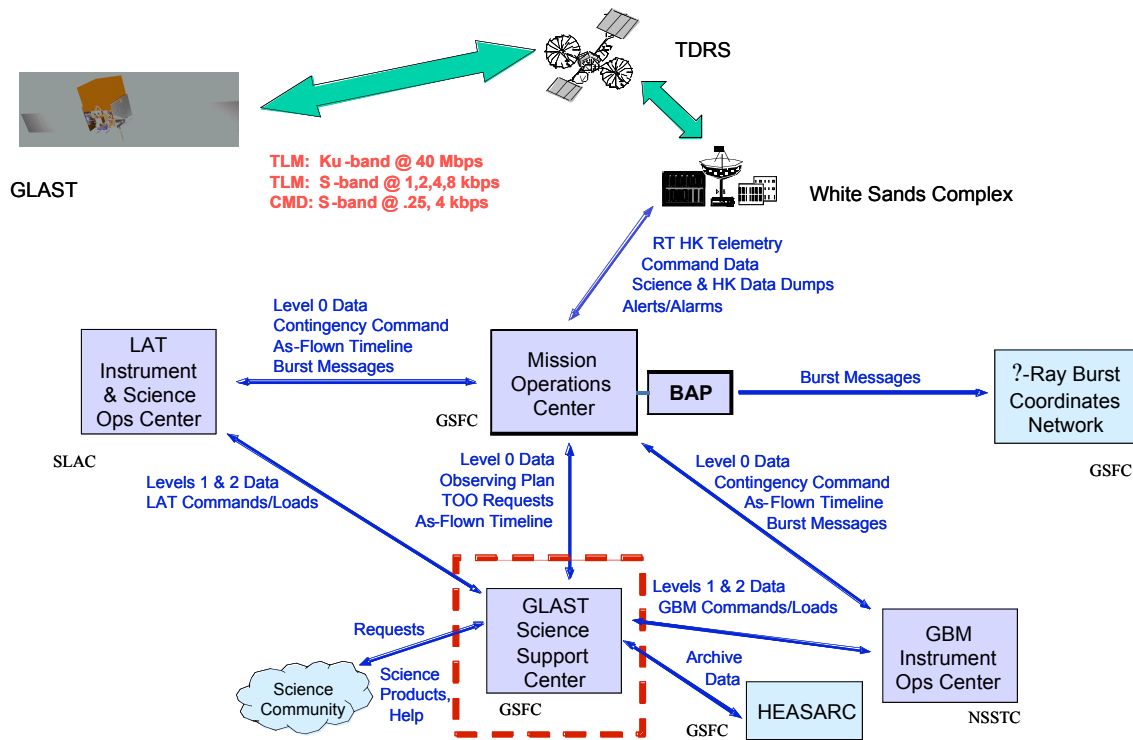 TDRS
GLAST
TLM: Ku-band @ 40 Mbps
TLM: S-band @ 1,2,4,8 kbps
CMD: S-band @ .25, 4 kbps
White Sands Complex
RT HK Telemetry
Command Data
Science & HK Data Dumps
Alerts/Alarms
Level 0 Data
Contingency Command
As-Flown Timeline
Burst Messages
LAT
Instrument
& Science
Ops Center
SLAC
Mission
Operations
Center
GSFC
BAP
Burst Messages
?-Ray Burst
Coordinates
Network
GSFC
Levels 1 & 2 Data
LAT Commands/Loads
Level 0 Data
Observing Plan
TOO Requests
As-Flown Timeline
Level 0 Data
Contingency Command
As-Flown Timeline
Burst Messages
Levels 1 & 2 Data
GBM Commands/Loads
GLAST
Science
Support
Center
GSFC
Requests
Science
Products,
Help
Science
Community
Archive
Data
HEASARC
GSFC
GBM
Instrument
Ops Center
NSSTC